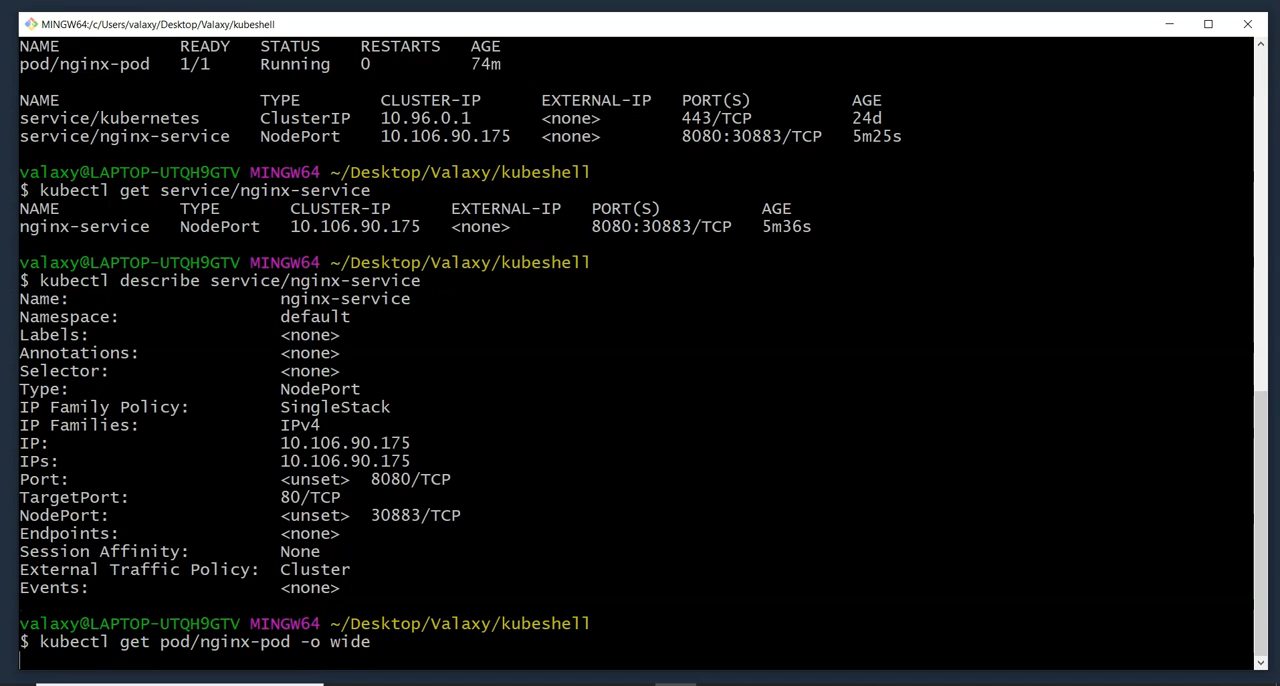 MINGW64:/c/Users/valaxy/Desktop/Valaxy/kubeshell
NAME READY STATUS RESTARTS AGE
pod/nginx-pod 1/1 Running 0 74m
NAME TYPE CLUSTER-IP EXTERNAL-IP PORT(S) AGE
service/kubernetes ClusterIP 10.96.0.1 <none> 443/TCP 24d
service/nginx-service NodePort 10.106.90.175 <none> 8080:30883/TCP 5m25s
valaxy@LAPTOP-UTQH9GTV MINGW64 ~/Desktop/Valaxy/kubeshell
$ kubectl get service/nginx-service
NAME TYPE CLUSTER-IP EXTERNAL-IP PORT(S) AGE
nginx-service NodePort 10.106.90.175 <none> 8080:30883/TCP 5m36s
valaxy@LAPTOP-UTQH9GTV MINGW64 ~/Desktop/Valaxy/kubeshell
$ kubectl describe service/nginx-service
Name: nginx-service
Namespace: default
Labels: <none>
Annotations: <none>
Selector: <none>
Type: NodePort
IP Family Policy: SingleStack
IP Families: IPv4
IP: 10.106.90.175
IPs: 10.106.90.175
Port: <unset> 8080/TCP
TargetPort: 80/TCP
NodePort: <unset> 30883/TCP
Endpoints: <none>
Session Affinity: None
External Traffic Policy: Cluster
Events: <none>
valaxy@LAPTOP-UTQH9GTV MINGW64 ~/Desktop/Valaxy/kubeshell
$ kubectl get pod/nginx-pod -o wide